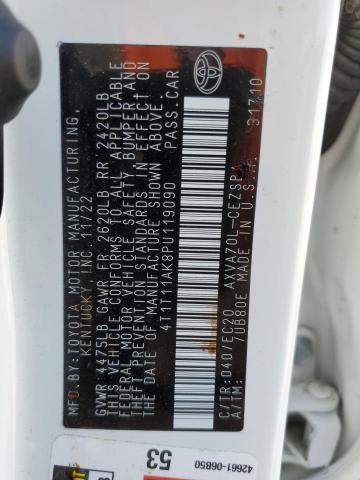 MFD.BY:TOYOTA MOTOR MANUFACTURING,
KENTUCKY, INC. 11/22
GVWR 4475LB GAWR FR 2620LB RR 2420LB
THIS VEHICLE CONFORMS TO ALL APPLICABLE
FEDERAL MOTOR VEHICLE SAFETY, BUMPER, AND
THEFT PREVENTION STANDARDS IN EFFECT ON
THE DATE OF MANUFACTURE SHOWN ABOVE.
4T1T11AK8PU119090 PASS.CAR
C/TR:040/EC20 AXVA70L-CEZSPA
A/TM: /UB80E MADE IN U.S.A. 31710
53
42661-06B50